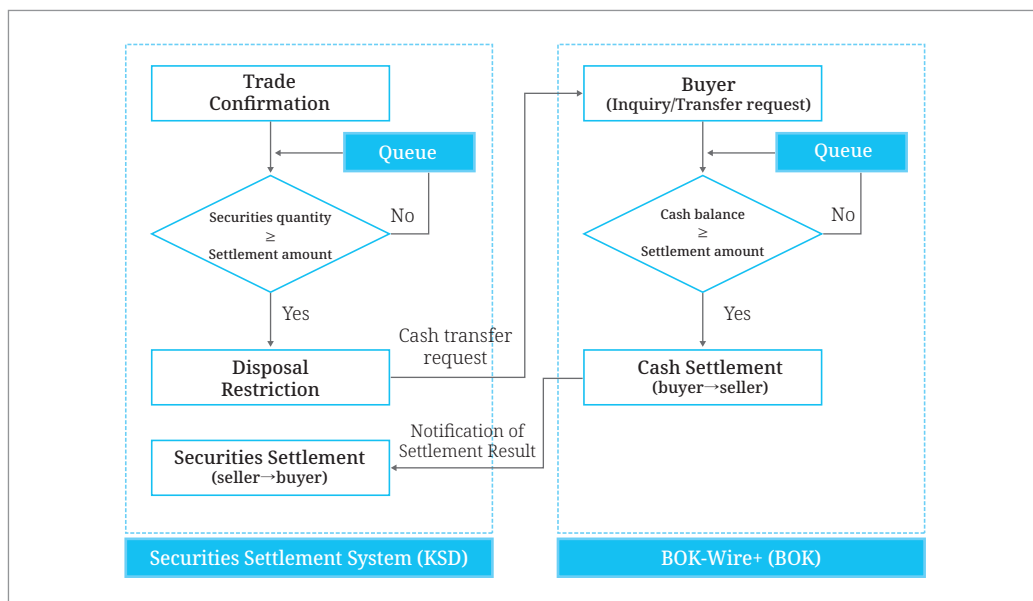 Trade
Confirmation
Queue
Securities quantity
≥
Settlement amount
No
Yes
Disposal
Restriction
Cash transfer
request
Buyer
(Inquiry/Transfer request)
Queue
Cash balance
≥
Settlement amount
No
Yes
Cash Settlement
(buyer→seller)
Notification of
Settlement Result
Securities Settlement
(seller→buyer)
Securities Settlement System (KSD)
BOK-Wire+ (BOK)